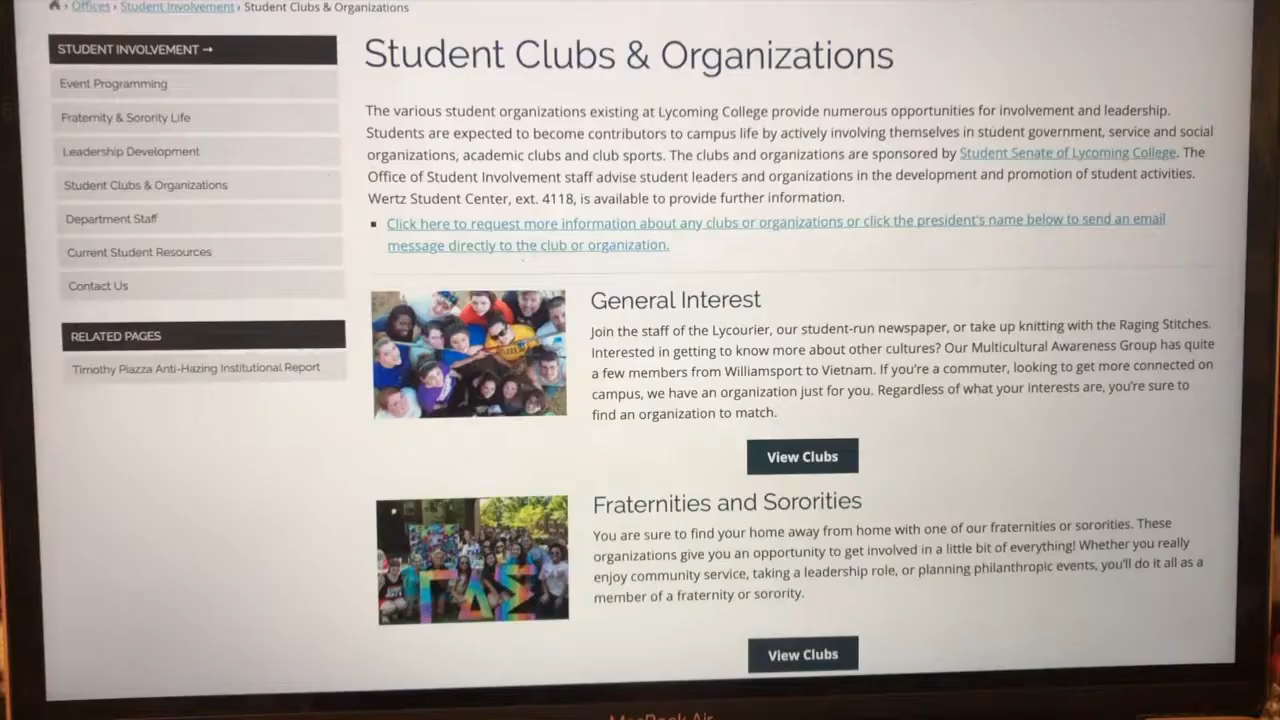 › Offices › Student Involvement › Student Clubs & Organizations
STUDENT INVOLVEMENT →
Event Programming
Fraternity & Sorority Life
Leadership Development
Student Clubs & Organizations
Department Staff
Current Student Resources
Contact Us
RELATED PAGES
Timothy Piazza Anti-Hazing Institutional Report
Student Clubs & Organizations
The various student organizations existing at Lycoming College provide numerous opportunities for involvement and leadership.
Students are expected to become contributors to campus life by actively involving themselves in student government, service and social
organizations, academic clubs and club sports. The clubs and organizations are sponsored by Student Senate of Lycoming College. The
Office of Student Involvement staff advise student leaders and organizations in the development and promotion of student activities.
Wertz Student Center, ext. 4118, is available to provide further information.
▪ Click here to request more information about any clubs or organizations or click the president's name below to send an email
message directly to the club or organization.
General Interest
Join the staff of the Lycourier, our student-run newspaper, or take up knitting with the Raging Stitches.
Interested in getting to know more about other cultures? Our Multicultural Awareness Group has quite
a few members from Williamsport to Vietnam. If you're a commuter, looking to get more connected on
campus, we have an organization just for you. Regardless of what your interests are, you're sure to
find an organization to match.
View Clubs
ΓΔΣ
Fraternities and Sororities
You are sure to find your home away from home with one of our fraternities or sororities. These
organizations give you an opportunity to get involved in a little bit of everything! Whether you really
enjoy community service, taking a leadership role, or planning philanthropic events, you'll do it all as a
member of a fraternity or sorority.
View Clubs
MacBook Air